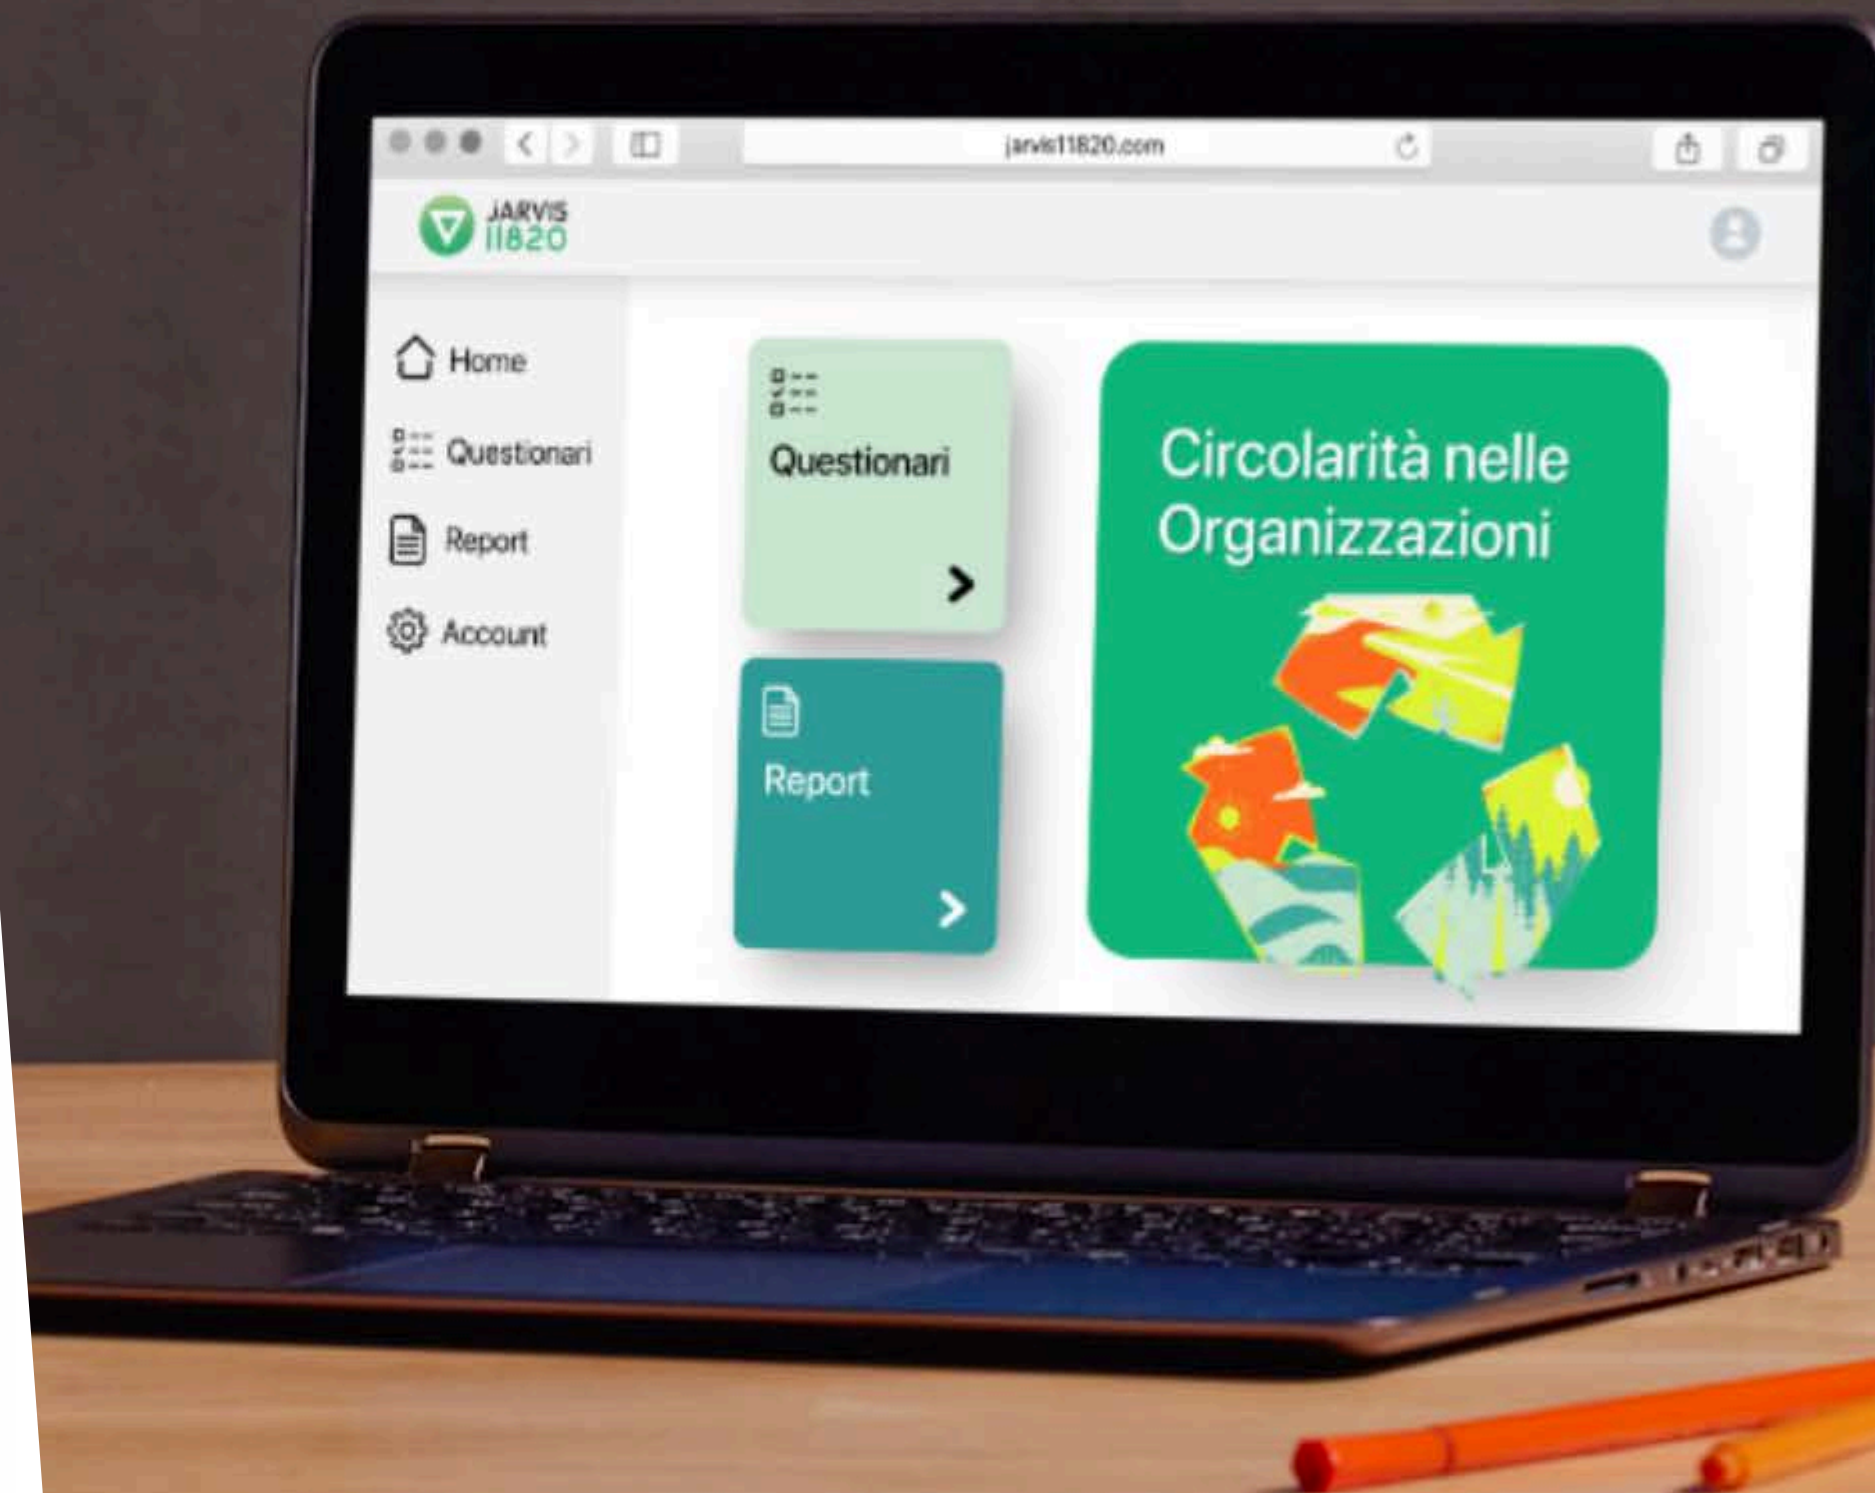 jarvis11820.com
JARVIS
11820
Home
Questionari
Report
Account
Questionari
Report
Circolarità nelle
Organizzazioni